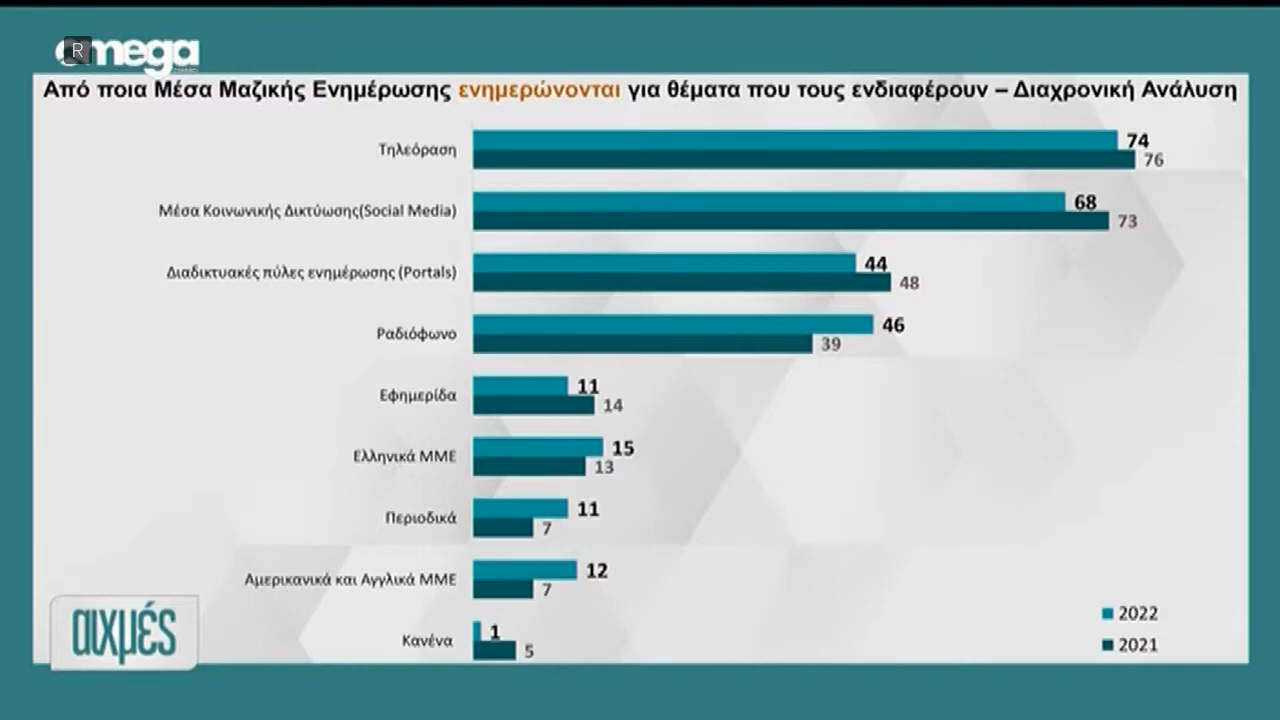 omega
R
CHANNEL
Από ποια Μέσα Μαζικής Ενημέρωσης ενημερώνονται για θέματα που τους ενδιαφέρουν – Διαχρονική Ανάλυση
Τηλεόραση 74
76
Μέσα Κοινωνικής Δικτύωσης(Social Media) 68
73
Διαδικτυακές πύλες ενημέρωσης (Portals) 44
48
Ραδιόφωνο 46
39
Εφημερίδα 11
14
Ελληνικά ΜΜΕ 15
13
Περιοδικά 11
7
Αμερικανικά και Αγγλικά ΜΜΕ 12
7
Κανένα 1
5
2022
2021
αιχμές